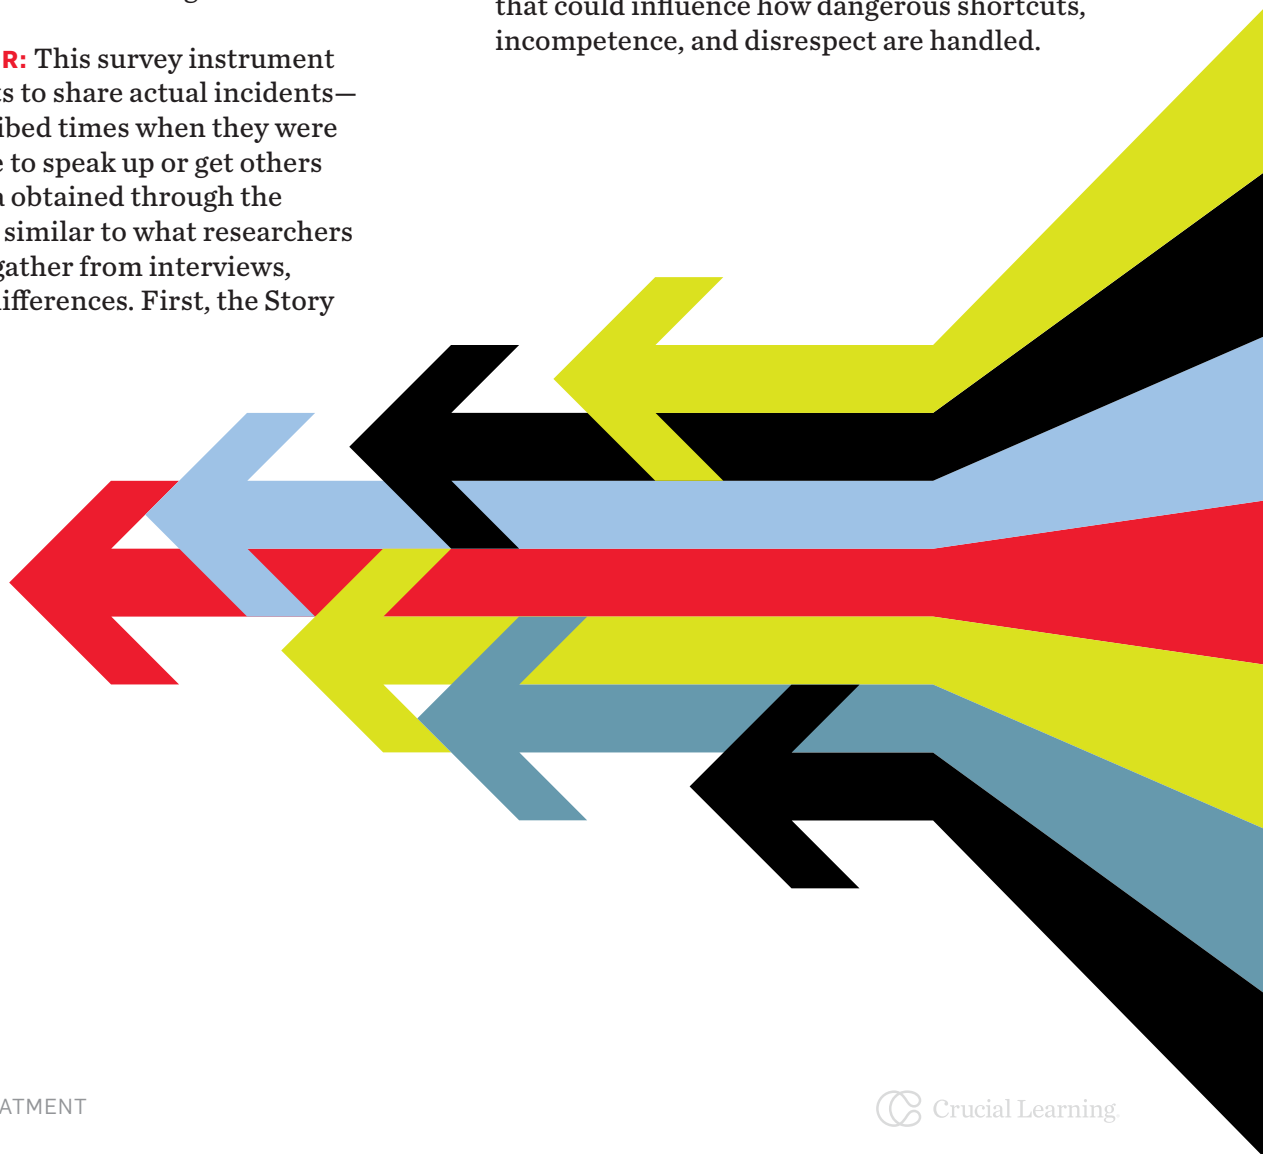 R: This survey instrument
ts to share actual incidents—
ibed times when they were
e to speak up or get others
a obtained through the
similar to what researchers
gather from interviews,
ifferences. First, the Story
that could influence how dangerous shortcuts,
incompetence, and disrespect are handled.
ATMENT
Crucial Learning